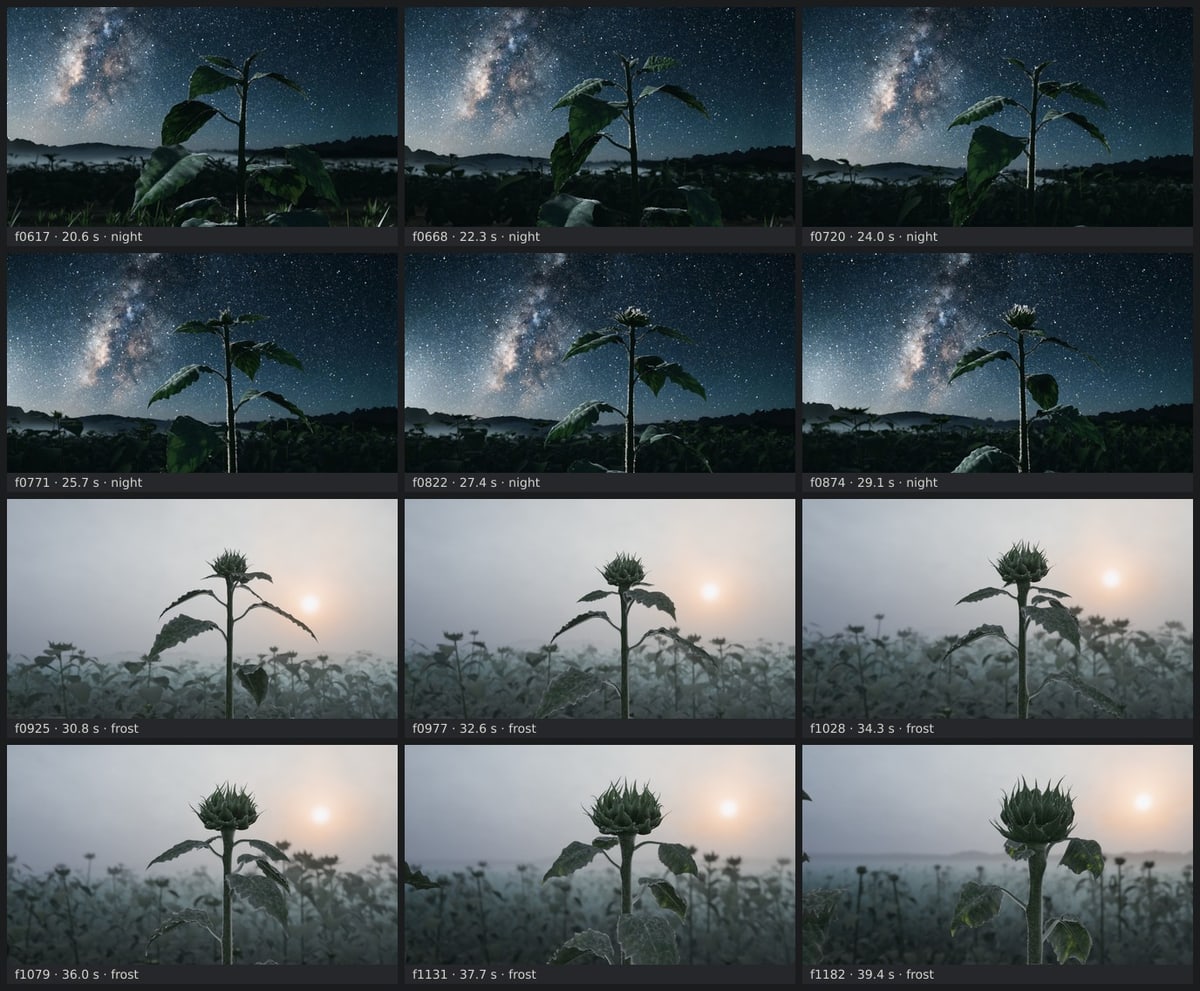 f0617 · 20.6 s · night
f0668 · 22.3 s · night
f0720 · 24.0 s · night
f0771 · 25.7 s · night
f0822 · 27.4 s · night
f0874 · 29.1 s · night
f0925 · 30.8 s · frost
f0977 · 32.6 s · frost
f1028 · 34.3 s · frost
f1079 · 36.0 s · frost
f1131 · 37.7 s · frost
f1182 · 39.4 s · frost